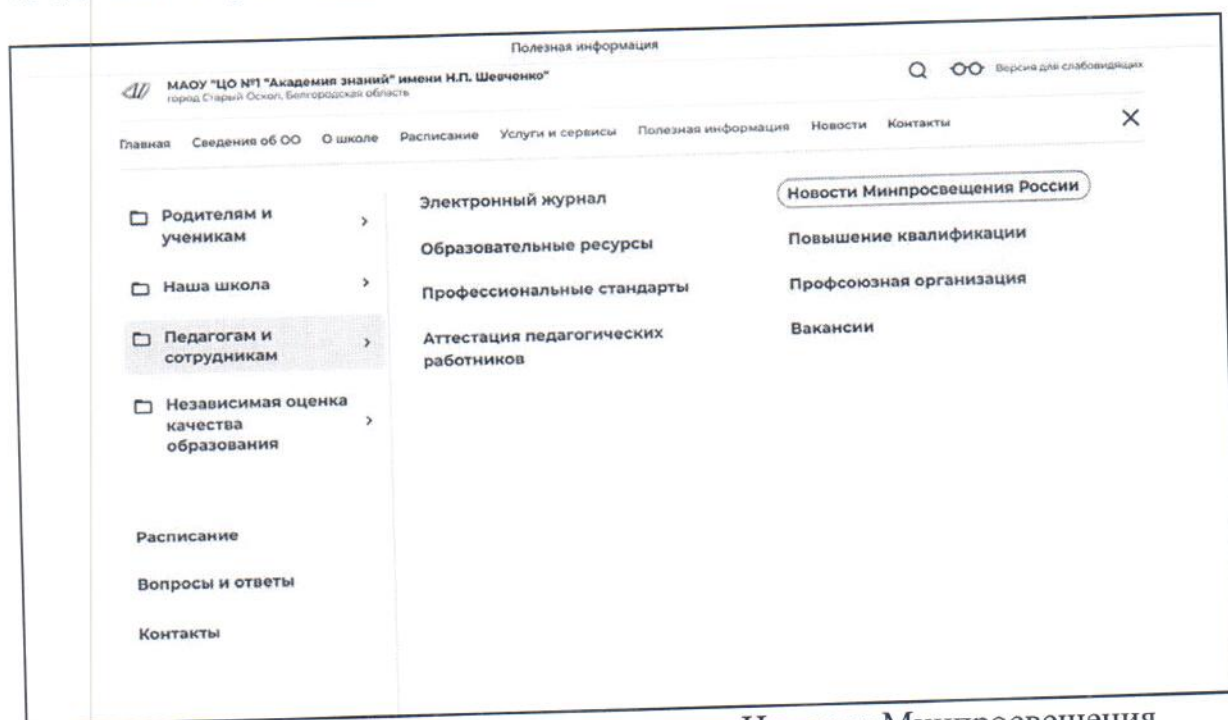 Полезная информация
МАОУ "ЦО №1 "Академия знаний" имени Н.П. Шевченко"
город Старый Оскол, Белгородская область
Версия для слабовидящих
Главная Сведения об ОО О школе Расписание Услуги и сервисы Полезная информация Новости Контакты
Родителям и
ученикам
Наша школа
Педагогам и
сотрудникам
Независимая оценка
качества
образования
Расписание
Вопросы и ответы
Контакты
Электронный журнал
Образовательные ресурсы
Профессиональные стандарты
Аттестация педагогических
работников
Новости Минпросвещения России
Повышение квалификации
Профсоюзная организация
Вакансии
Новости Минпросвещения